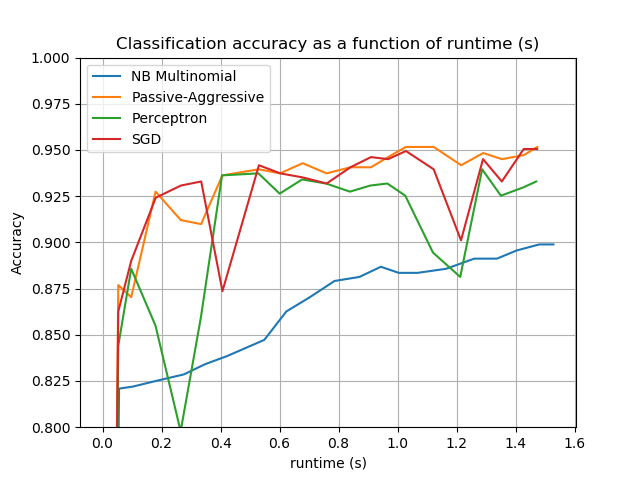 Classification accuracy as a function of runtime (s)
NB Multinomial
Passive-Aggressive
Perceptron
SGD
Accuracy
1.000
0.975
0.950
0.925
0.900
0.875
0.850
0.825
0.800
0.0 0.2 0.4 0.6 0.8 1.0 1.2 1.4 1.6
runtime (s)